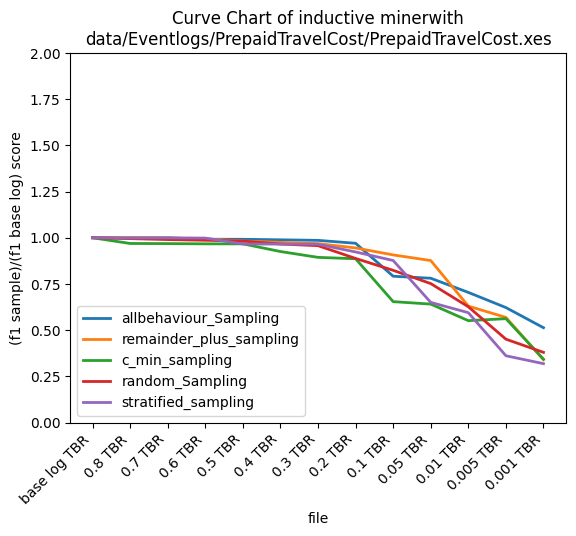 Curve Chart of inductive minerwith
data/Eventlogs/PrepaidTravelCost/PrepaidTravelCost.xes
2.00
1.75
1.50
1.25
1.00
0.75
0.50
0.25
0.00
(f1 sample)/(f1 base log) score
allbehaviour_Sampling
remainder_plus_sampling
c_min_sampling
random_Sampling
stratified_sampling
base log TBR
0.8 TBR
0.7 TBR
0.6 TBR
0.5 TBR
0.4 TBR
0.3 TBR
0.2 TBR
0.1 TBR
0.05 TBR
0.01 TBR
0.005 TBR
0.001 TBR
file